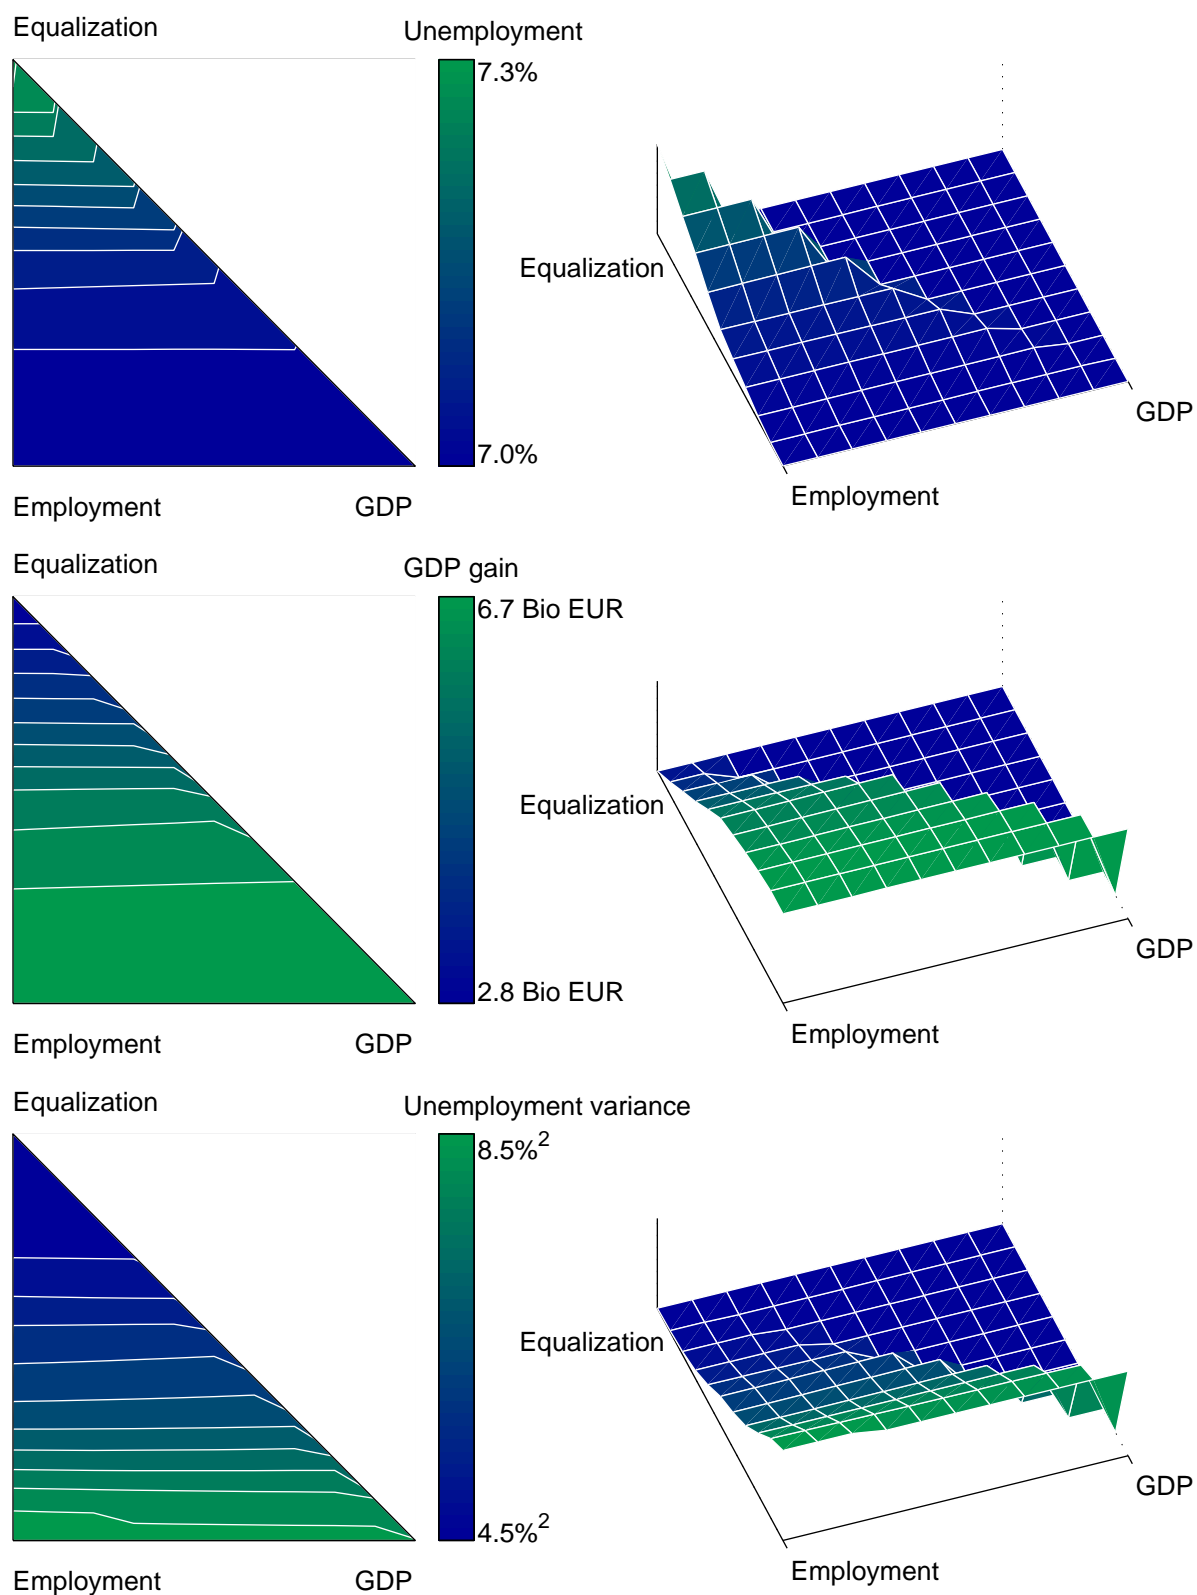 Equalization
Unemployment
7.3%
7.0%
Employment
GDP
Equalization
GDP
Employment
Equalization
GDP gain
6.7 Bio EUR
2.8 Bio EUR
Employment
GDP
Equalization
GDP
Employment
Equalization
Unemployment variance
8.5%²
4.5%²
Employment
GDP
Equalization
GDP
Employment